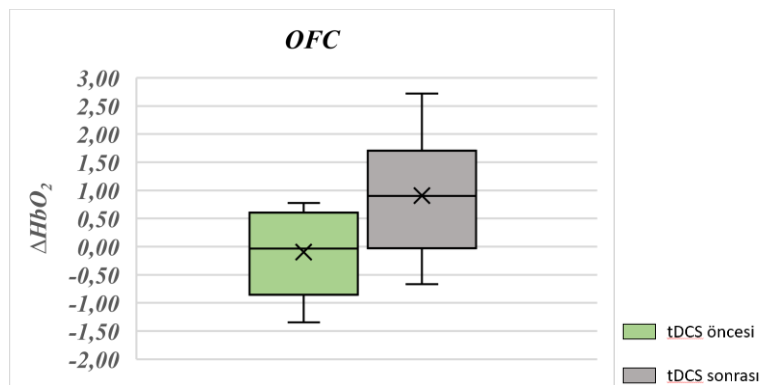 OFC
ΔHbO2
3,00
2,50
2,00
1,50
1,00
0,50
0,00
-0,50
-1,00
-1,50
-2,00
tDCS öncesi
tDCS sonrası